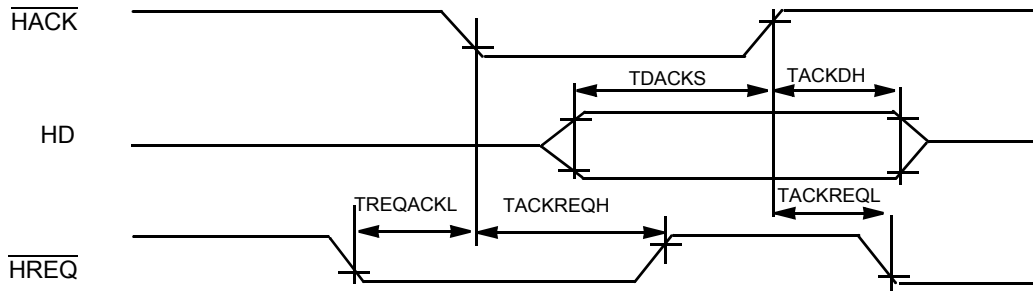 HACK
TDACKS
TACKDH
HD
TACKREQL
TREQACKL
TACKREQH
HREQ